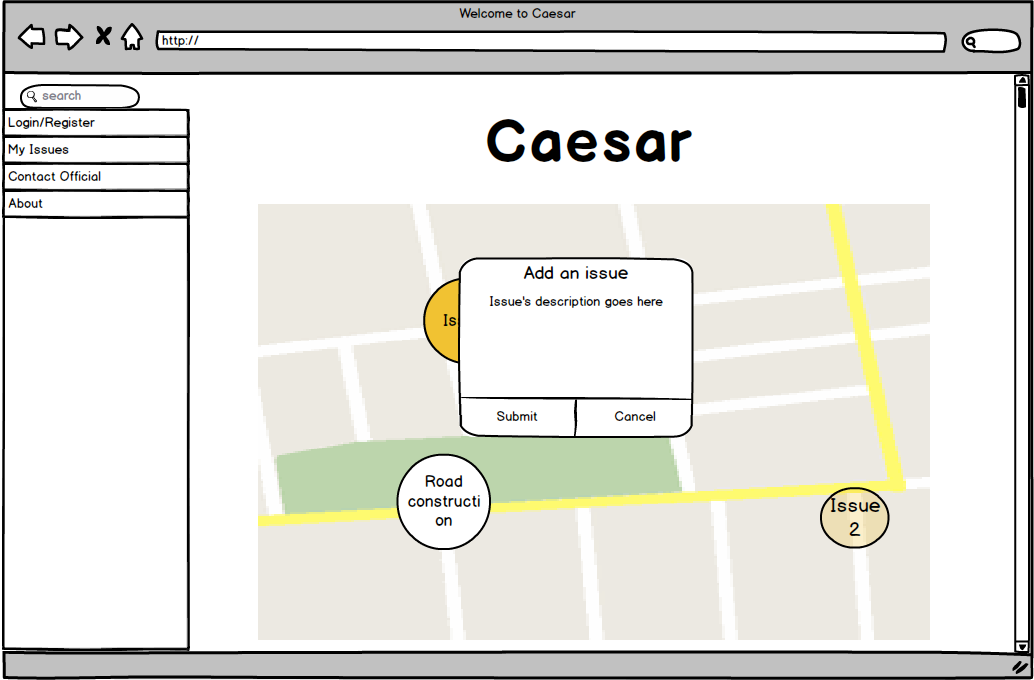 Welcome to Caesar
http://
search
Login/Register
My Issues
Contact Official
About
Caesar
Add an issue
Issue's description goes here
Is
Submit
Cancel
Road
constructi
on
Issue
2